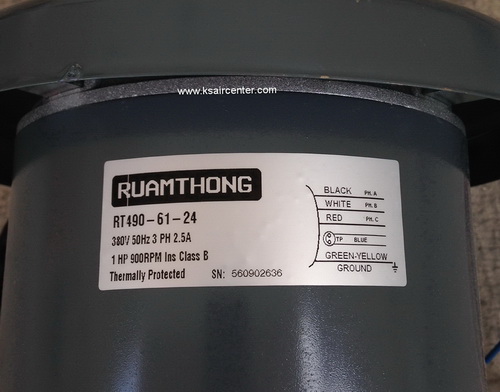 www.ksaircenter.com
RUAMTHONG
RT490-61-24
380V 50Hz 3 PH 2.5A
1 HP 900RPM Ins Class B
Thermally Protected SN: 560902636
BLACK PH. A
WHITE PH. B
RED PH. C
TP BLUE
GREEN-YELLOW
GROUND